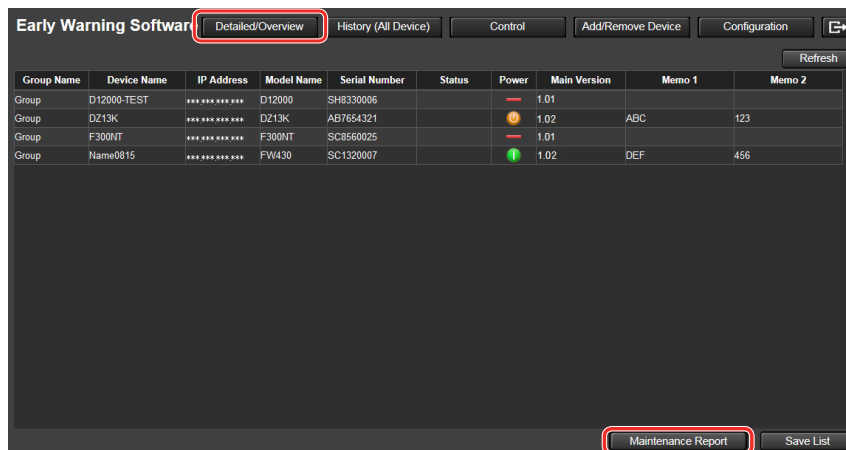 Early Warning Software Detailed/Overview History (All Device) Control Add/Remove Device Configuration
Refresh
Group Name Device Name IP Address Model Name Serial Number Status Power Main Version Memo 1 Memo 2
Group D12000-TEST ***.***.***.*** D12000 SH8330006 1.01
Group DZ13K ***.***.***.*** DZ13K AB7654321 1.02 ABC 123
Group F300NT ***.***.***.*** F300NT SC8560025 1.01
Group Name0815 ***.***.***.*** FW430 SC1320007 1.02 DEF 456
Maintenance Report Save List